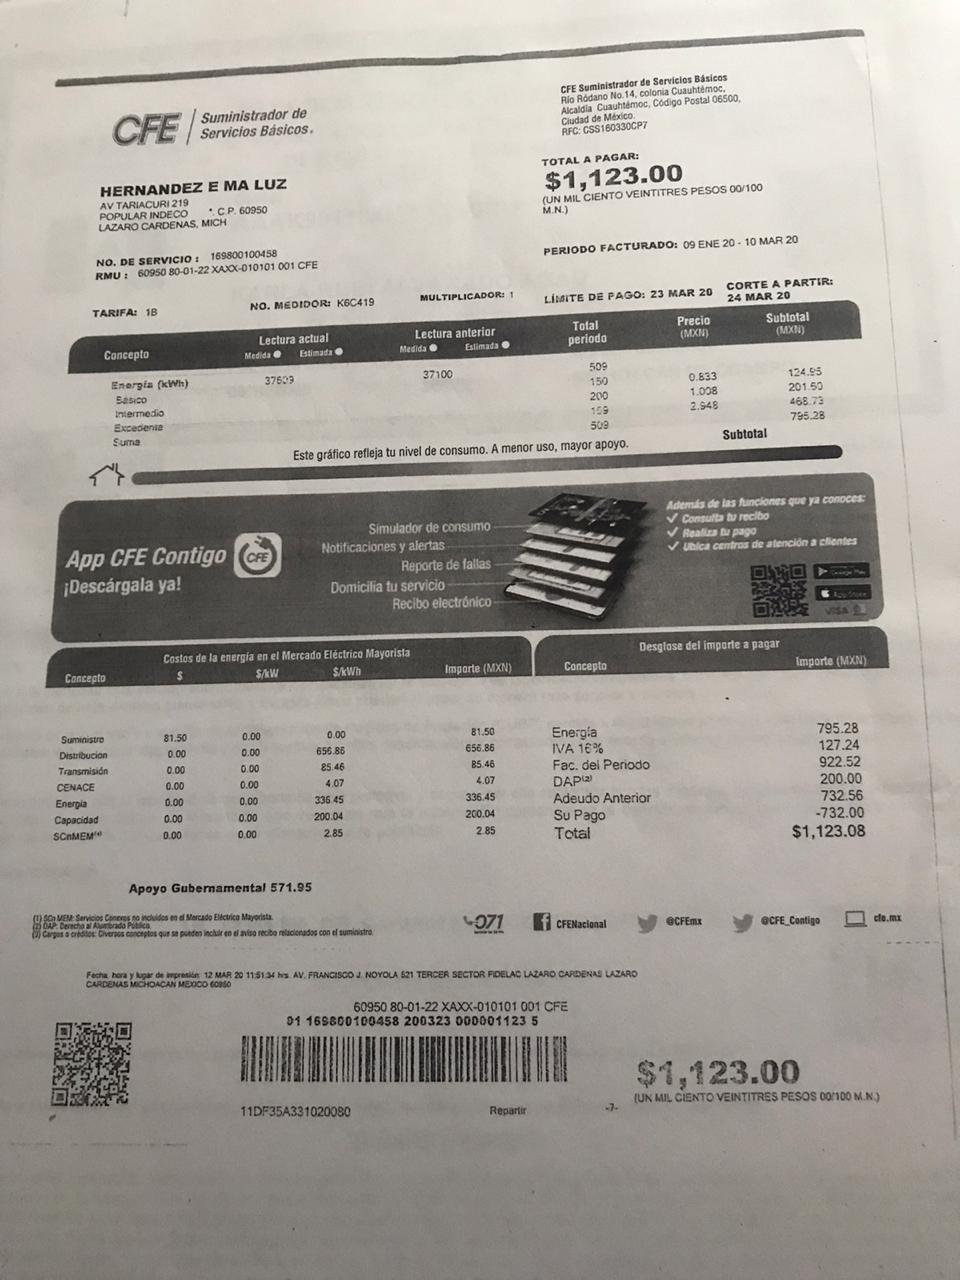 CFE Suministrador de
Servicios Básicos®
CFE Suministrador de Servicios Básicos
Río Ródano No.14, colonia Cuauhtémoc,
Alcaldía Cuauhtémoc, Código Postal 06500,
Ciudad de México.
RFC: CSS160330CP7
TOTAL A PAGAR:
$1,123.00
(UN MIL CIENTO VEINTITRES PESOS 00/100
M.N.)
HERNANDEZ E MA LUZ
AV TARIACURI 219
POPULAR INDECO *. C.P. 60950
LAZARO CARDENAS, MICH
NO. DE SERVICIO : 169800100458
RMU : 60950 80-01-22 XAXX-010101 001 CFE
PERIODO FACTURADO: 09 ENE 20 - 10 MAR 20
TARIFA: 1B NO. MEDIDOR: K6C419 MULTIPLICADOR: 1 LÍMITE DE PAGO: 23 MAR 20 CORTE A PARTIR:
24 MAR 20
Concepto Lectura actual Lectura anterior Total periodo Precio (MXN) Subtotal (MXN)
Medida Estimada Medida Estimada
Energía (kWh) 37609 37100 509
Básico 150 0.833 124.95
Intermedio 200 1.008 201.50
Excedente 159 2.948 468.73
Suma 509 795.28
Subtotal
Este gráfico refleja tu nivel de consumo. A menor uso, mayor apoyo.
App CFE Contigo
¡Descárgala ya!
CFE
Simulador de consumo
Notificaciones y alertas
Reporte de fallas
Domicilia tu servicio
Recibo electrónico
Además de las funciones que ya conoces:
✓ Consulta tu recibo
✓ Realiza tu pago
✓ Ubica centros de atención a clientes
Google Play
App Store
VISA
Costos de la energía en el Mercado Eléctrico Mayorista
Concepto $ $/kW $/kWh Importe (MXN)
Suministro 81.50 0.00 0.00 81.50
Distribucion 0.00 0.00 656.86 656.86
Transmisión 0.00 0.00 85.46 85.46
CENACE 0.00 0.00 4.07 4.07
Energía 0.00 0.00 336.45 336.45
Capacidad 0.00 0.00 200.04 200.04
SCnMEM(¹) 0.00 0.00 2.85 2.85
Desglose del importe a pagar
Concepto Importe (MXN)
Energía 795.28
IVA 16% 127.24
Fac. del Periodo 922.52
DAP(2) 200.00
Adeudo Anterior 732.56
Su Pago -732.00
Total $1,123.08
Apoyo Gubernamental 571.95
(1) SCn MEM: Servicios Conexos no incluidos en el Mercado Eléctrico Mayorista.
(2) DAP: Derecho al Alumbrado Público.
(3) Cargos o créditos: Diversos conceptos que se pueden incluir en el aviso recibo relacionados con el suministro.
071 CFENacional @CFEmx @CFE_Contigo cfe.mx
Fecha, hora y lugar de impresión: 12 MAR 20 11:51:34 hrs. AV. FRANCISCO J. NOYOLA 521 TERCER SECTOR FIDELAC LAZARO CARDENAS LAZARO
CARDENAS MICHOACAN MEXICO 60950
60950 80-01-22 XAXX-010101 001 CFE
01 169800100458 200323 000001123 5
$1,123.00
(UN MIL CIENTO VEINTITRES PESOS 00/100 M.N.)
11DF35A331020080 Repartir -7-